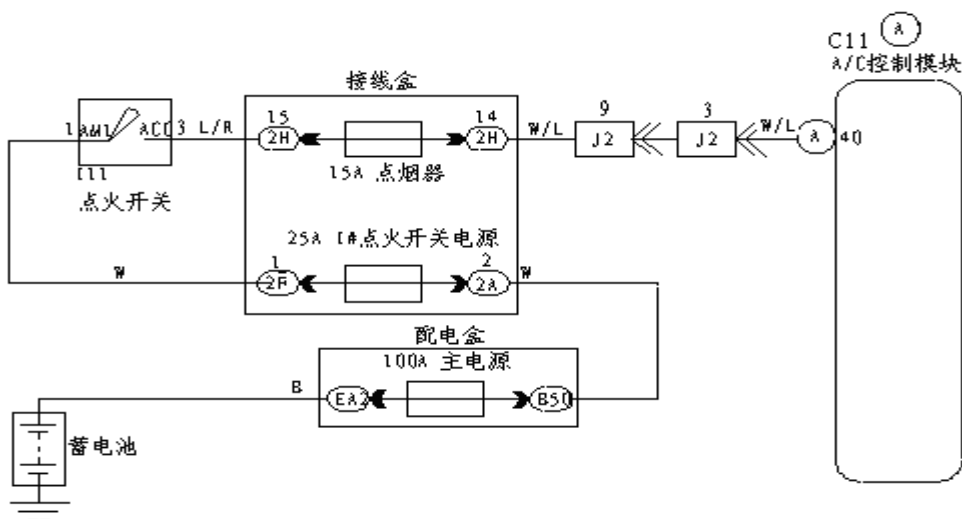 C11 A
A/C控制模块
接线盒
1 AM1 ACC 3 L/R
I11
点火开关
15
2H
14
2H
15A 点烟器
W/L
9
J2
3
J2
W/L
A
40
25A I#点火开关电源
W
1
2F
2
2A
W
配电盒
100A 主电源
B
EA2
B50
蓄电池